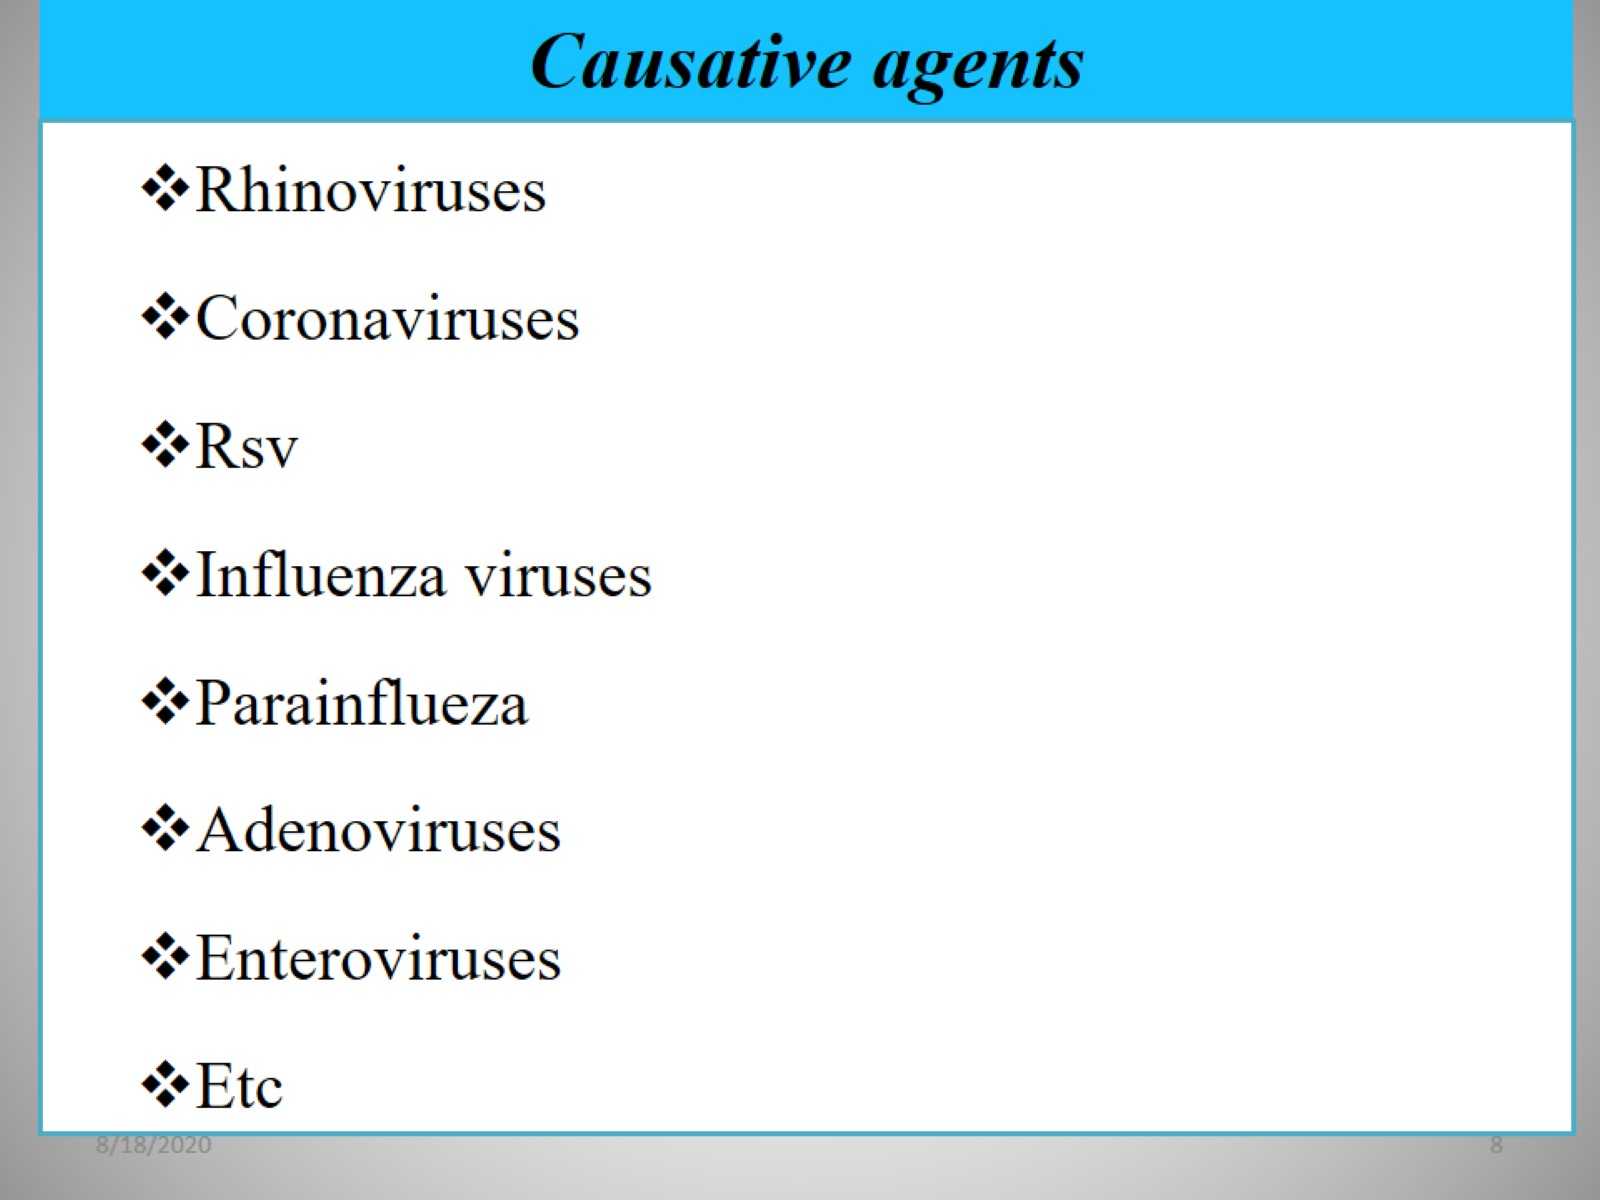 Causative agents
❖Rhinoviruses
❖Coronaviruses
❖Rsv
❖Influenza viruses
❖Parainflueza
❖Adenoviruses
❖Enteroviruses
❖Etc
8/18/2020
8